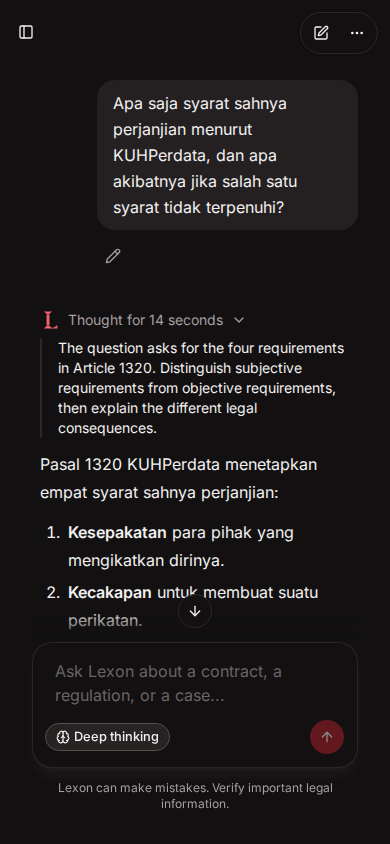 Apa saja syarat sahnya
perjanjian menurut
KUHPerdata, dan apa
akibatnya jika salah satu
syarat tidak terpenuhi?
L Thought for 14 seconds
The question asks for the four requirements
in Article 1320. Distinguish subjective
requirements from objective requirements,
then explain the different legal
consequences.
Pasal 1320 KUHPerdata menetapkan
empat syarat sahnya perjanjian:
1. Kesepakatan para pihak yang
mengikatkan dirinya.
2. Kecakapan untuk membuat suatu
perikatan.
Ask Lexon about a contract, a
regulation, or a case...
Deep thinking
Lexon can make mistakes. Verify important legal
information.